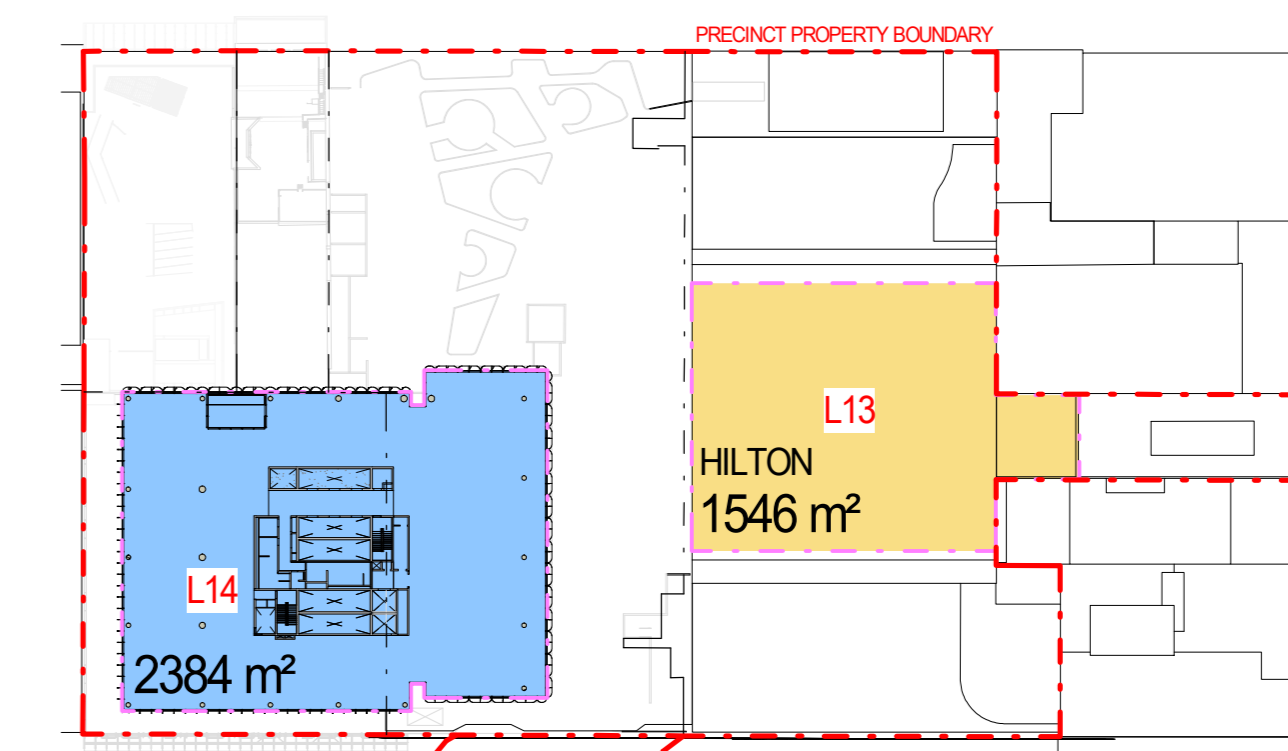 PRECINCT PROPERTY BOUNDARY
L13
HILTON
1546 m²
L14
2384 m²